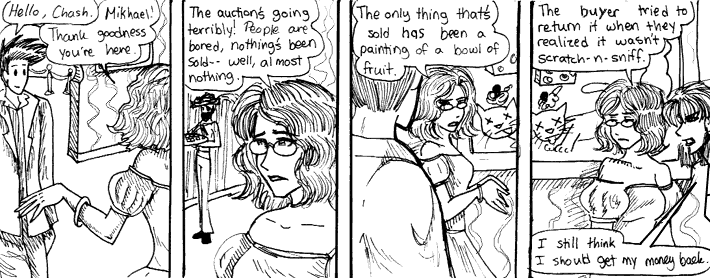 Hello, Chash. Mikhael!
Thank goodness
you're here.
The auction's going
terribly! People are
bored, nothing's been
sold-- well, almost
nothing.
The only thing that's
sold has been a
painting of a bowl of
fruit.
The buyer tried to
return it when they
realized it wasn't
scratch-n-sniff.
I still think
I should get my money back.